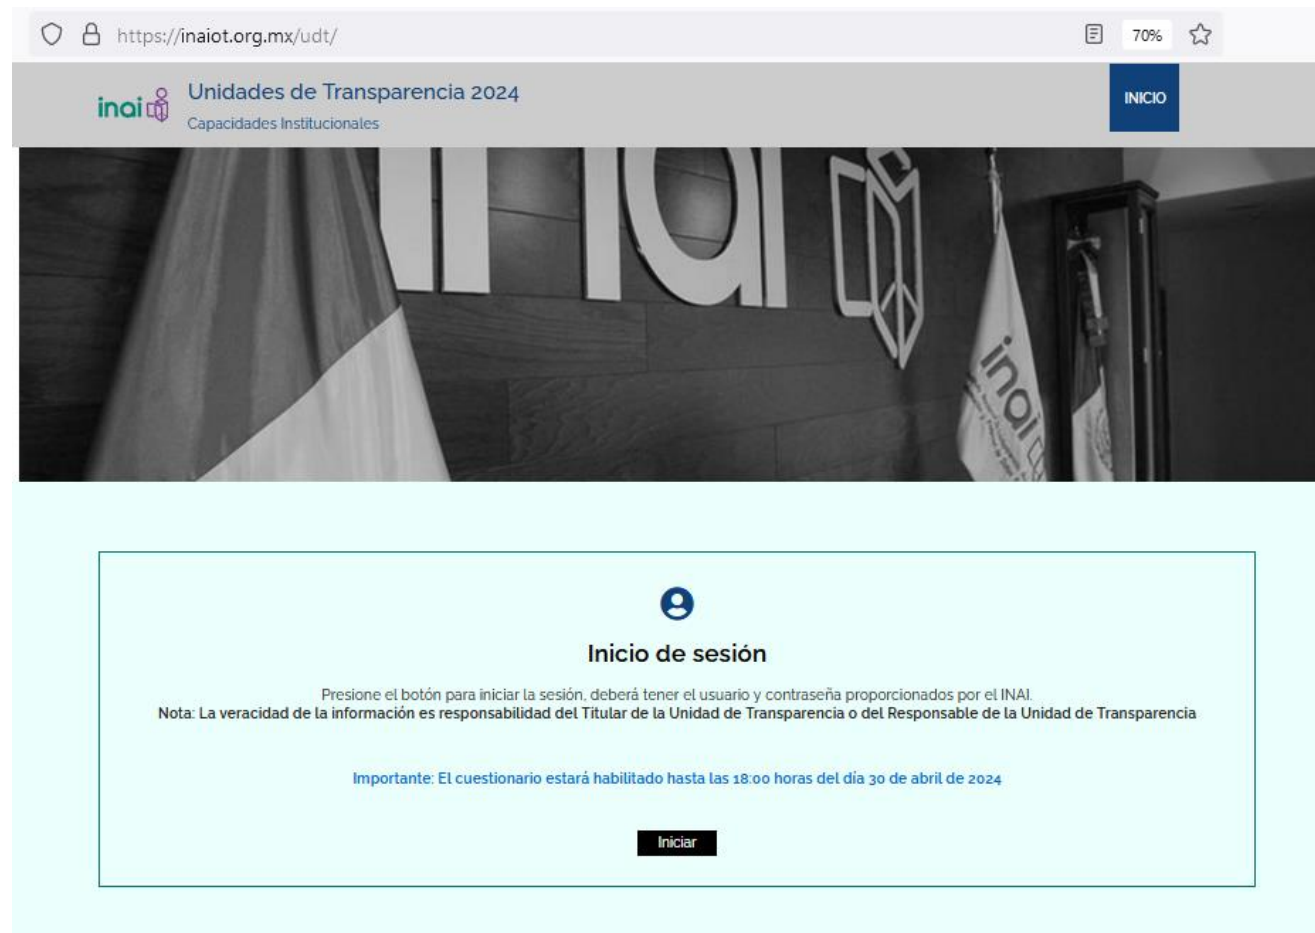 https://inaiot.org.mx/udt/
70%
inai
Unidades de Transparencia 2024
Capacidades Institucionales
INICIO
inai
inai
Inicio de sesión
Presione el botón para iniciar la sesión, deberá tener el usuario y contraseña proporcionados por el INAI.
Nota: La veracidad de la información es responsabilidad del Titular de la Unidad de Transparencia o del Responsable de la Unidad de Transparencia
Importante: El cuestionario estará habilitado hasta las 18:00 horas del día 30 de abril de 2024
Iniciar